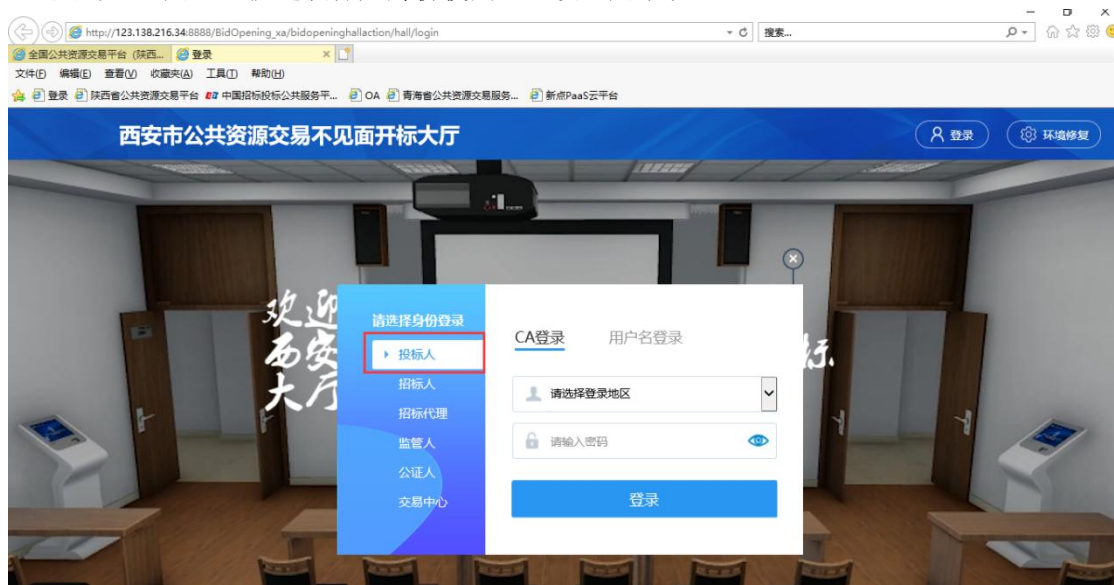 http://123.138.216.34:8888/BidOpening_xa/bidopeninghallaction/hall/login
搜索...
全国公共资源交易平台 (陕西...
登录
文件(F) 编辑(E) 查看(V) 收藏夹(A) 工具(T) 帮助(H)
登录 陕西省公共资源交易平台 中国招标投标公共服务平... OA 青海省公共资源交易服务... 新点PaaS云平台
西安市公共资源交易不见面开标大厅
登录
环境修复
欢迎
西安
大厅
标
请选择身份登录
投标人
招标人
招标代理
监管人
公证人
交易中心
CA登录 用户名登录
请选择登录地区
请输入密码
登录